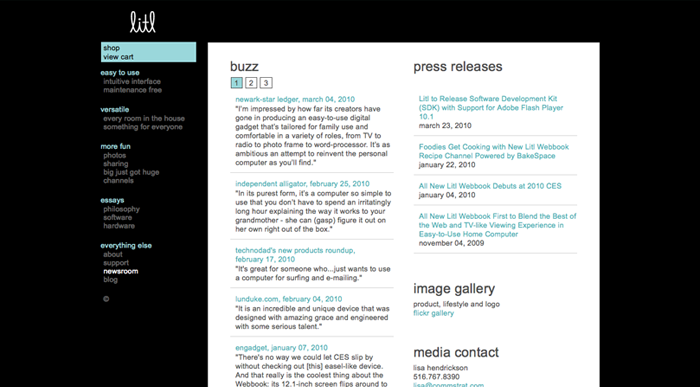 litl
shop
view cart
easy to use
intuitive interface
maintenance free
versatile
every room in the house
something for everyone
more fun
photos
sharing
big just got huge
channels
essays
philosophy
software
hardware
everything else
about
support
newsroom
blog
©
buzz
1 2 3
newark-star ledger, march 04, 2010
"I'm impressed by how far its creators have
gone in producing an easy-to-use digital
gadget that's tailored for family use and
comfortable in a variety of roles, from TV to
radio to photo frame to word-processor. It's as
ambitious an attempt to reinvent the personal
computer as you'll find."
independent alligator, february 25, 2010
"In its purest form, it's a computer so simple to
use that you don't have to spend an irritatingly
long hour explaining the way it works to your
grandmother - she can (gasp) figure it out on
her own right out of the box."
technodad's new products roundup,
february 17, 2010
"It's great for someone who...just wants to use
a computer for surfing and e-mailing."
lunduke.com, february 04, 2010
"It is an incredible and unique device that was
designed with amazing grace and engineered
with some serious talent."
engadget, january 07, 2010
"There's no way we could let CES slip by
without checking out [this] easel-like device.
And that really is the coolest thing about the
Webbook: its 12.1-inch screen flips around to
press releases
Litl to Release Software Development Kit
(SDK) with Support for Adobe Flash Player
10.1
march 23, 2010
Foodies Get Cooking with New Litl Webbook
Recipe Channel Powered by BakeSpace
january 22, 2010
All New Litl Webbook Debuts at 2010 CES
january 04, 2010
All New Litl Webbook First to Blend the Best of
the Web and TV-like Viewing Experience in
Easy-to-Use Home Computer
november 04, 2009
image gallery
product, lifestyle and logo
flickr gallery
media contact
lisa hendrickson
516.767.8390
lisa@commstrat.com